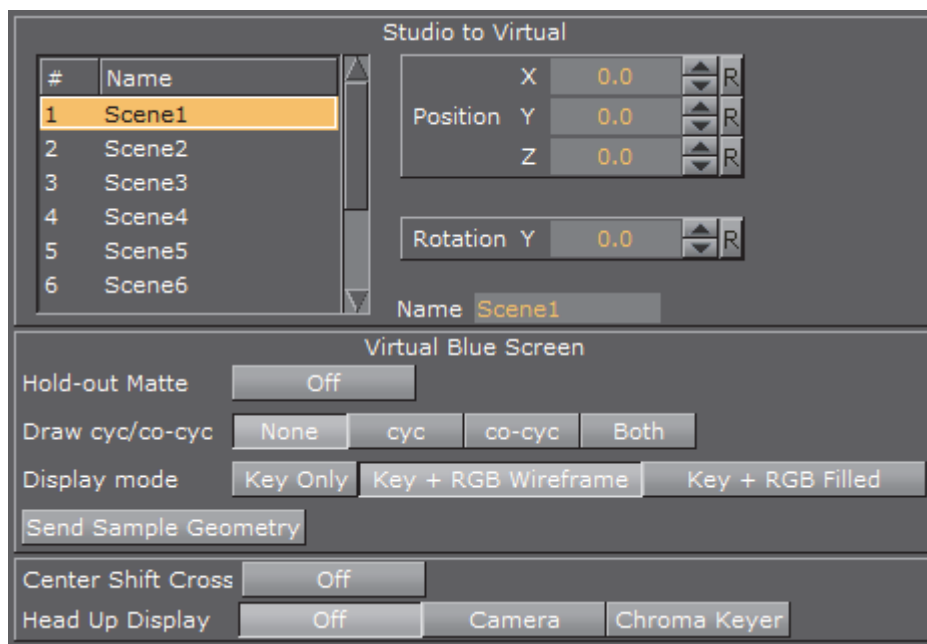 Studio to Virtual
# Name
1 Scene1
2 Scene2
3 Scene3
4 Scene4
5 Scene5
6 Scene6
X 0.0 R
Position Y 0.0 R
Z 0.0 R
Rotation Y 0.0 R
Name Scene1
Virtual Blue Screen
Hold-out Matte Off
Draw cyc/co-cyc None cyc co-cyc Both
Display mode Key Only Key + RGB Wireframe Key + RGB Filled
Send Sample Geometry
Center Shift Cross Off
Head Up Display Off Camera Chroma Keyer